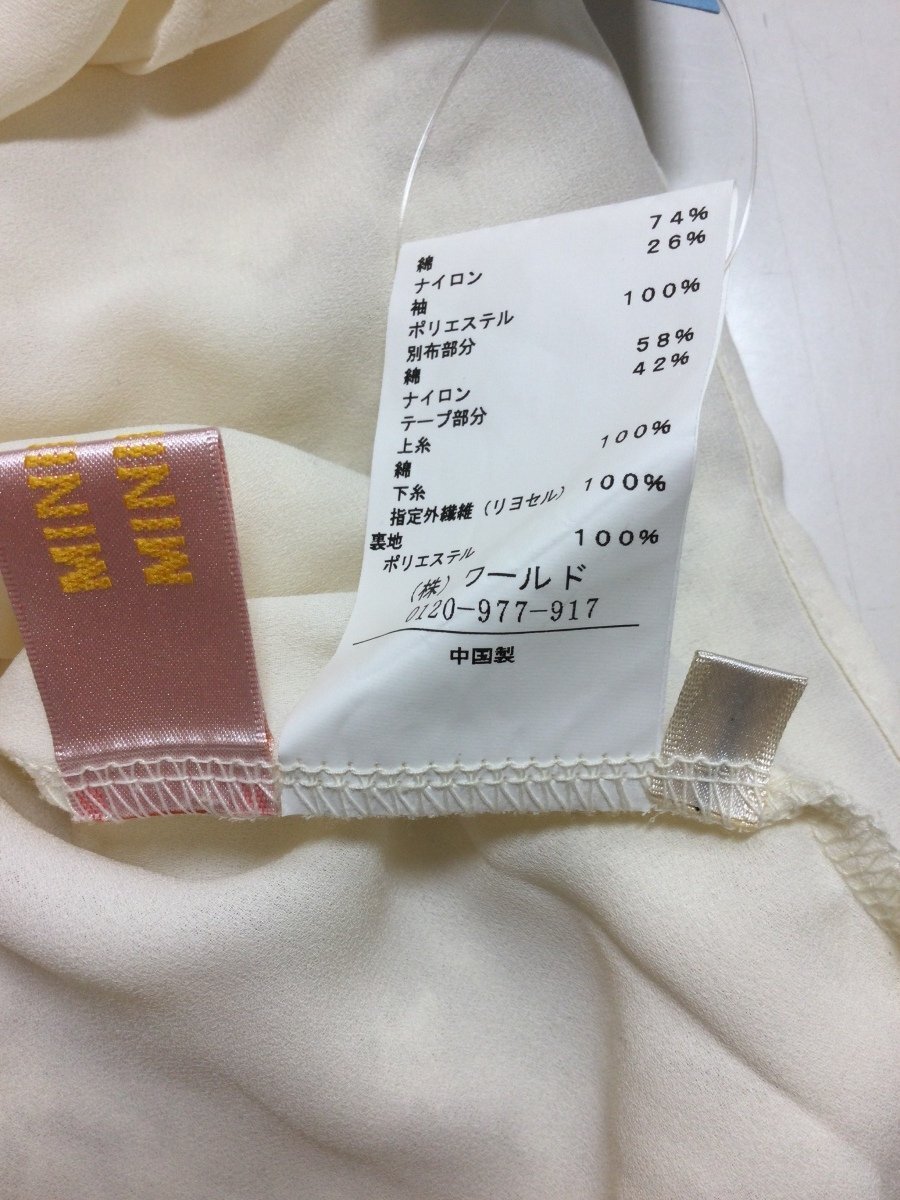 綿 74%
ナイロン 26%
袖
ポリエステル 100%
別布部分
綿 58%
ナイロン 42%
テープ部分
上糸
綿 100%
下糸
指定外繊維(リヨセル) 100%
裏地
ポリエステル 100%
(株)ワールド
0120-977-917
中国製
MINI
MINI